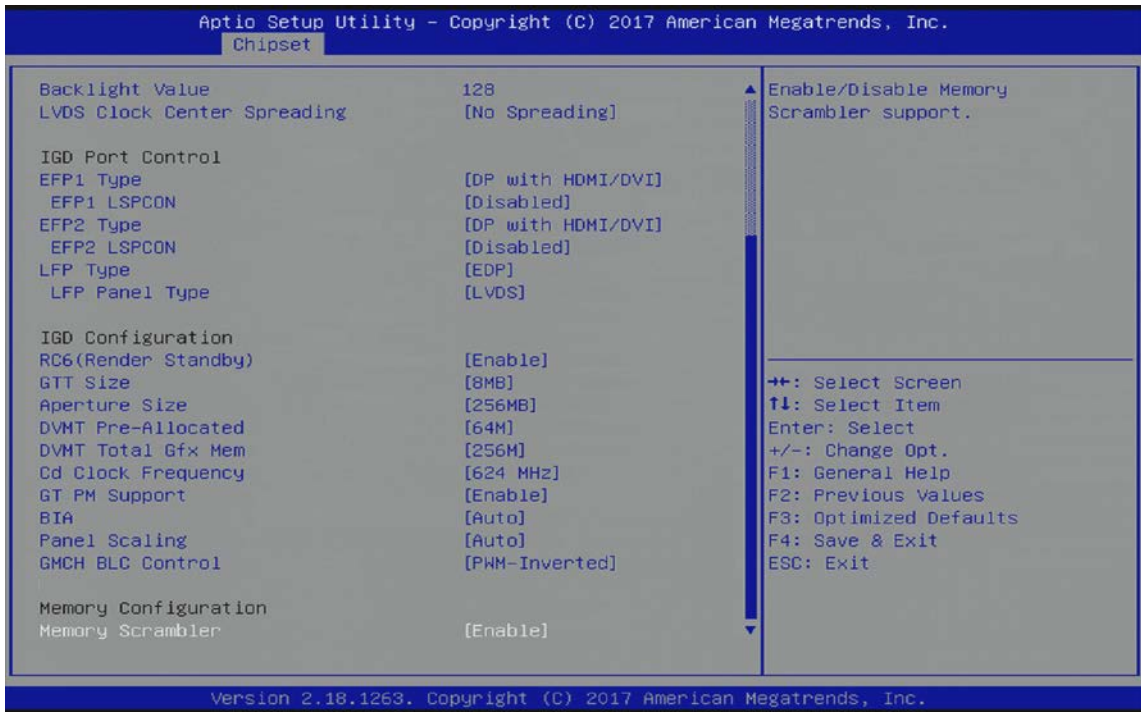 Aptio Setup Utility – Copyright (C) 2017 American Megatrends, Inc.
Chipset
Backlight Value 128
LVDS Clock Center Spreading [No Spreading]
IGD Port Control
EFP1 Type [DP with HDMI/DVI]
EFP1 LSPCON [Disabled]
EFP2 Type [DP with HDMI/DVI]
EFP2 LSPCON [Disabled]
LFP Type [EDP]
LFP Panel Type [LVDS]
IGD Configuration
RC6(Render Standby) [Enable]
GTT Size [8MB]
Aperture Size [256MB]
DVMT Pre-Allocated [64M]
DVMT Total Gfx Mem [256M]
Cd Clock Frequency [624 MHz]
GT PM Support [Enable]
BIA [Auto]
Panel Scaling [Auto]
GMCH BLC Control [PWM-Inverted]
Memory Configuration
Memory Scrambler [Enable]
Enable/Disable Memory
Scrambler support.
→←: Select Screen
↑↓: Select Item
Enter: Select
+/-: Change Opt.
F1: General Help
F2: Previous Values
F3: Optimized Defaults
F4: Save & Exit
ESC: Exit
Version 2.18.1263. Copyright (C) 2017 American Megatrends, Inc.